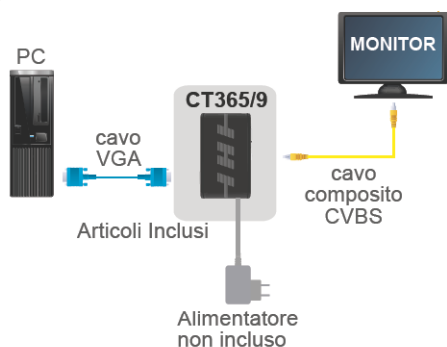 PC
MONITOR
CT365/9
cavo
VGA
cavo
composito
CVBS
Articoli Inclusi
Alimentatore
non incluso